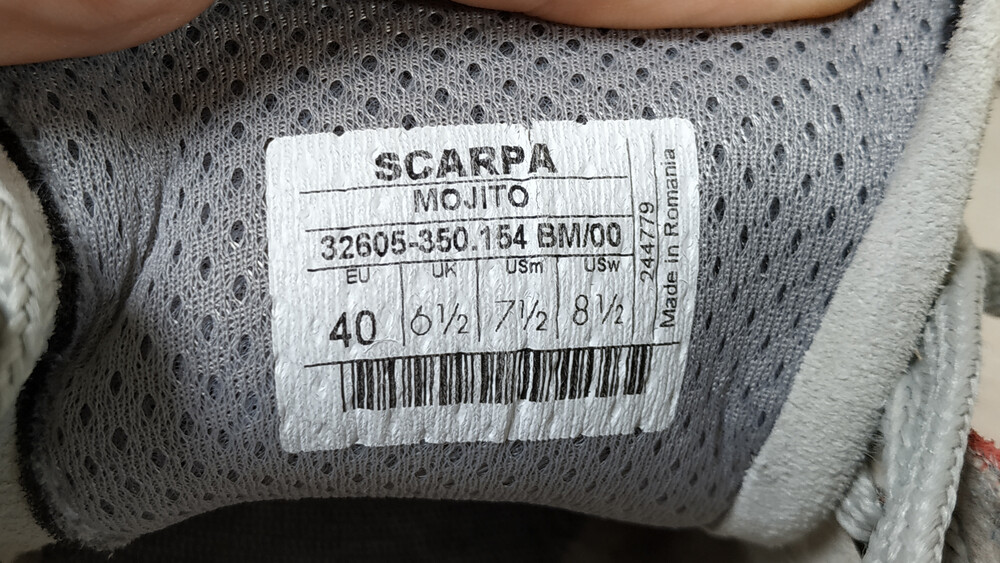 SCARPA
MOJITO
32605-350.154 BM/00
EU UK USm USw
40 6½ 7½ 8½
244779
Made in Romania